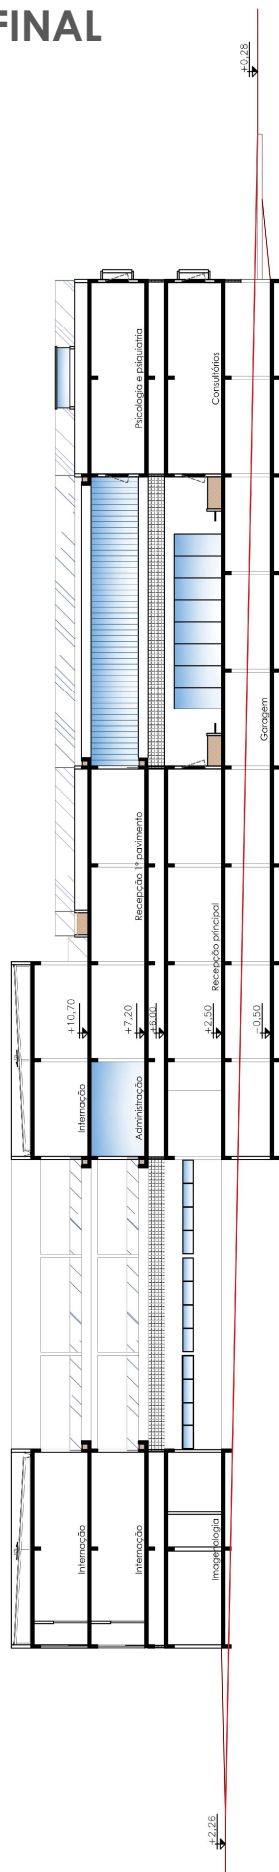 FINAL
+0,28
Psicologia e psiquiatria
Consultórios
Garagem
Recepção 1º pavimento
Recepção principal
+10,70
+7,20
+6,00
+2,50
-0,50
Internação
Administração
Internação
Internação
Imagenologia
+2,26